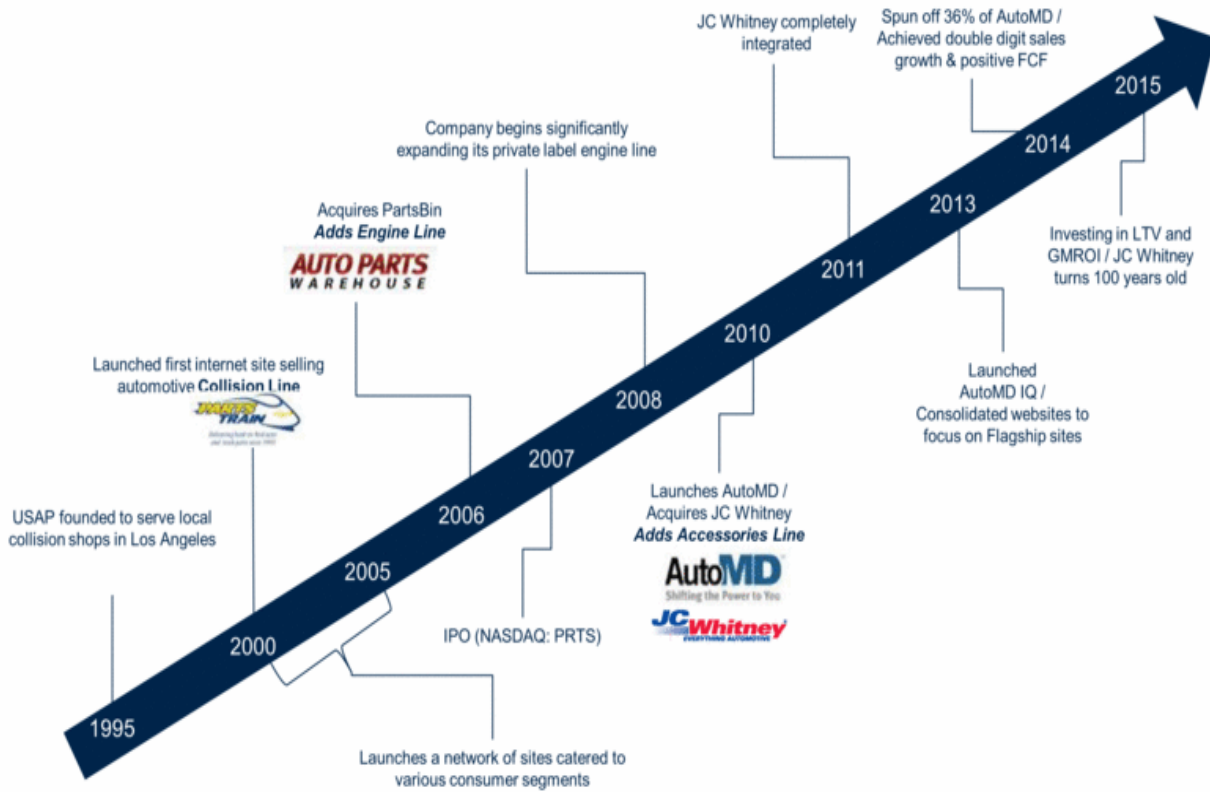 JC Whitney completely
integrated
Spun off 36% of AutoMD /
Achieved double digit sales
growth & positive FCF
2015
Company begins significantly
expanding its private label engine line
2014
Acquires PartsBin
Adds Engine Line
AUTO PARTS
WAREHOUSE
2013
Investing in LTV and
GMROI / JC Whitney
turns 100 years old
2011
2010
Launched first internet site selling
automotive Collision Line
PARTS
TRAIN
2008
Launched
AutoMD IQ /
Consolidated websites to
focus on Flagship sites
2007
Launches AutoMD /
Acquires JC Whitney
Adds Accessories Line
AutoMD
Shifting the Power to You
JC Whitney
EVERYTHING AUTOMOTIVE
USAP founded to serve local
collision shops in Los Angeles
2006
2005
IPO (NASDAQ: PRTS)
2000
1995
Launches a network of sites catered to
various consumer segments